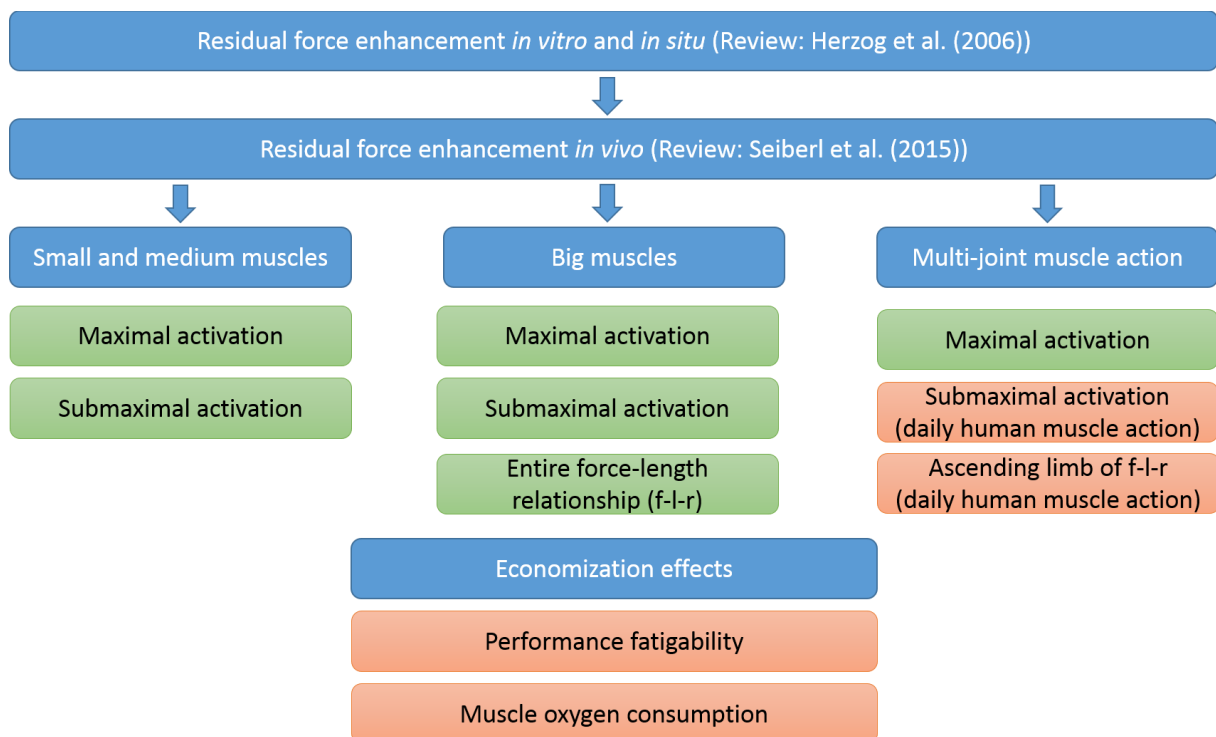 Residual force enhancement in vitro and in situ (Review: Herzog et al. (2006))
Residual force enhancement in vivo (Review: Seiberl et al. (2015))
Small and medium muscles
Maximal activation
Submaximal activation
Big muscles
Maximal activation
Submaximal activation
Entire force-length
relationship (f-l-r)
Multi-joint muscle action
Maximal activation
Submaximal activation
(daily human muscle action)
Ascending limb of f-l-r
(daily human muscle action)
Economization effects
Performance fatigability
Muscle oxygen consumption